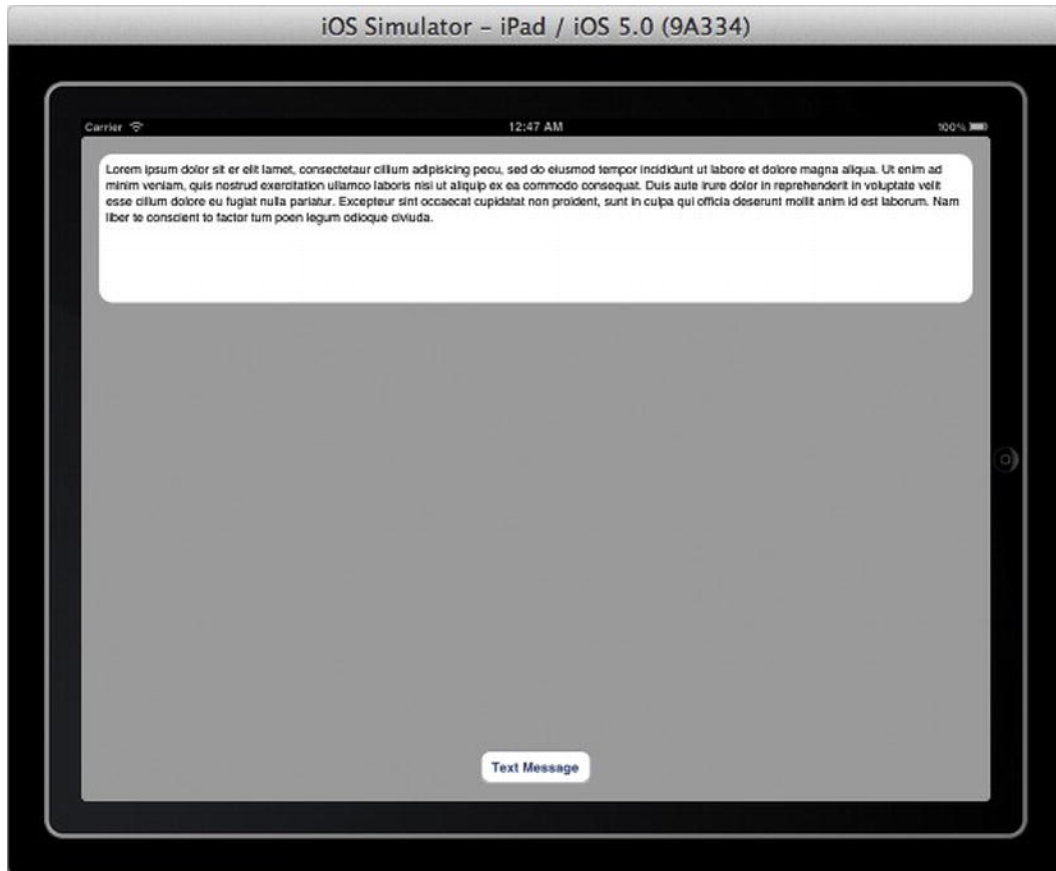 iOS Simulator – iPad / iOS 5.0 (9A334)
Carrier 12:47 AM 100%
Lorem ipsum dolor sit er elit lamet, consectetaur cillium adipisicing pecu, sed do eiusmod tempor incididunt ut labore et dolore magna aliqua. Ut enim ad
minim veniam, quis nostrud exercitation ullamco laboris nisi ut aliquip ex ea commodo consequat. Duis aute irure dolor in reprehenderit in voluptate velit
esse cillum dolore eu fugiat nulla pariatur. Excepteur sint occaecat cupidatat non proident, sunt in culpa qui officia deserunt mollit anim id est laborum. Nam
liber te conscient to factor tum poen legum odioque civiuda.
Text Message